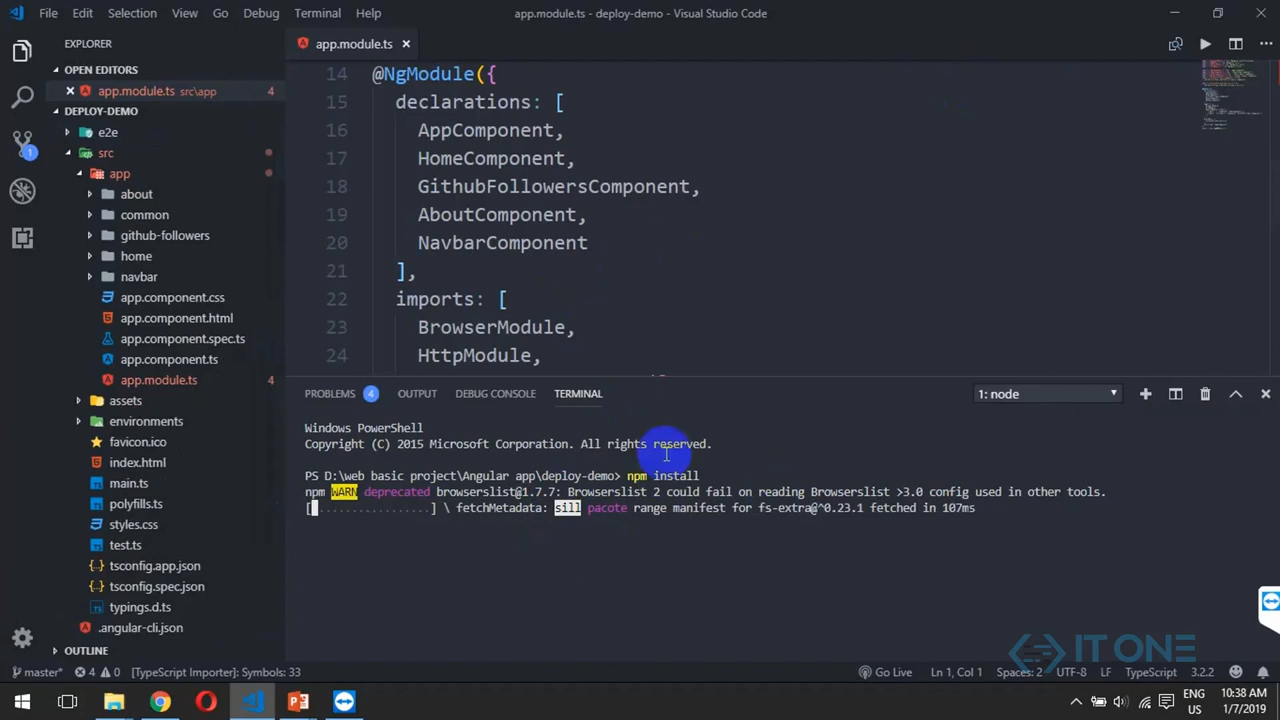 File Edit Selection View Go Debug Terminal Help
app.module.ts - deploy-demo - Visual Studio Code
EXPLORER
OPEN EDITORS
app.module.ts src\app 4
DEPLOY-DEMO
e2e
src
app
about
common
github-followers
home
navbar
app.component.css
app.component.html
app.component.spec.ts
app.component.ts
app.module.ts 4
assets
environments
favicon.ico
index.html
main.ts
polyfills.ts
styles.css
test.ts
tsconfig.app.json
tsconfig.spec.json
typings.d.ts
.angular-cli.json
OUTLINE
1
app.module.ts
14 @NgModule({
15 declarations: [
16 AppComponent,
17 HomeComponent,
18 GithubFollowersComponent,
19 AboutComponent,
20 NavbarComponent
21 ],
22 imports: [
23 BrowserModule,
24 HttpModule,
PROBLEMS 4 OUTPUT DEBUG CONSOLE TERMINAL
1: node
Windows PowerShell
Copyright (C) 2015 Microsoft Corporation. All rights reserved.
PS D:\web basic project\Angular app\deploy-demo> npm install
npm WARN deprecated browserslist@1.7.7: Browserslist 2 could fail on reading Browserslist >3.0 config used in other tools.
[ .................] \ fetchMetadata: sill pacote range manifest for fs-extra@^0.23.1 fetched in 107ms
IT ONE
master* 4 0 [TypeScript Importer]: Symbols: 33
Go Live Ln 1, Col 1 Spaces: 2 UTF-8 LF TypeScript 3.2.2
ENG
US
10:38 AM
1/7/2019